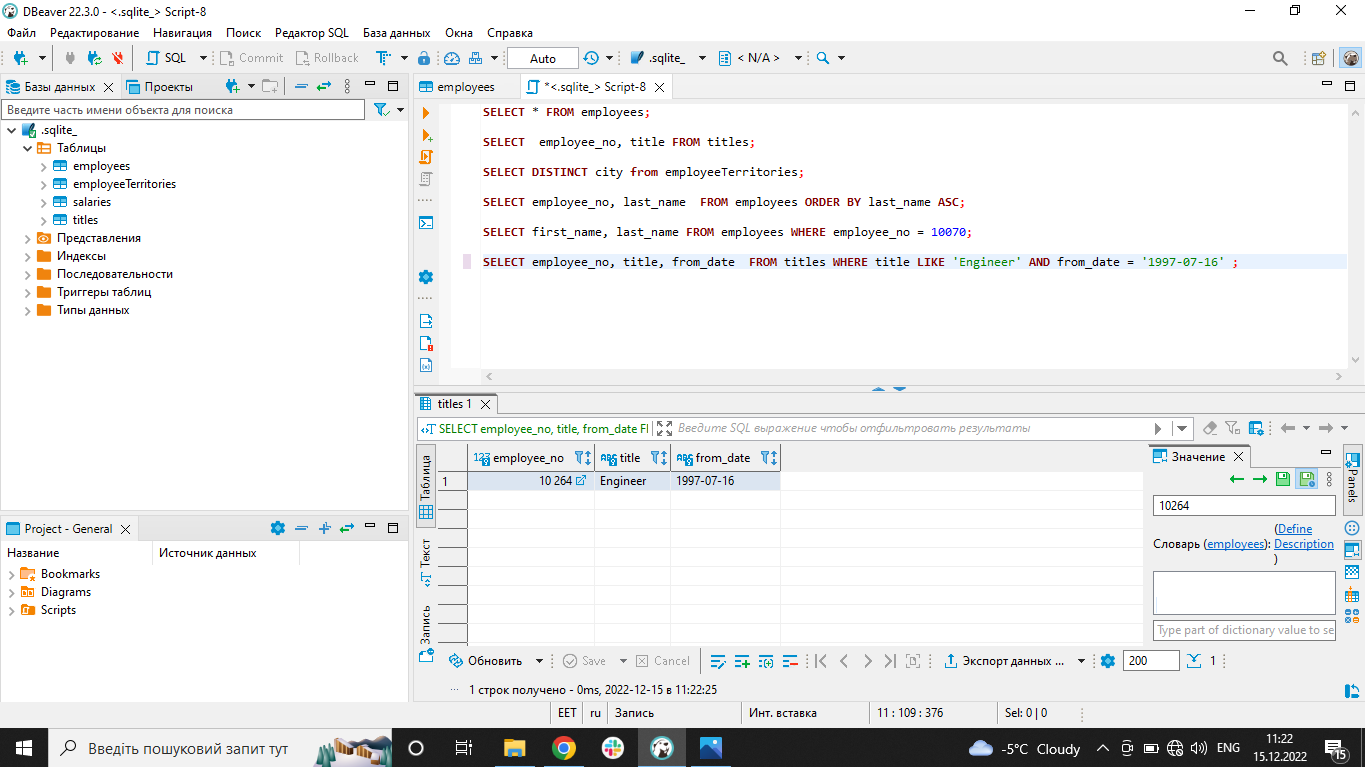 DBeaver 22.3.0 - <.sqlite_> Script-8
Файл Редактирование Навигация Поиск Редактор SQL База данных Окна Справка
SQL Commit Rollback Auto .sqlite_ < N/A >
Базы данных Проекты
Введите часть имени объекта для поиска
.sqlite_
Таблицы
employees
employeeTerritories
salaries
titles
Представления
Индексы
Последовательности
Триггеры таблиц
Типы данных
Project - General
Название Источник данных
Bookmarks
Diagrams
Scripts
employees *<.sqlite_> Script-8
SELECT * FROM employees;
SELECT  employee_no, title FROM titles;
SELECT DISTINCT city from employeeTerritories;
SELECT employee_no, last_name  FROM employees ORDER BY last_name ASC;
SELECT first_name, last_name FROM employees WHERE employee_no = 10070;
SELECT employee_no, title, from_date  FROM titles WHERE title LIKE 'Engineer' AND from_date = '1997-07-16' ;
titles 1
SELECT employee_no, title, from_date FI Введите SQL выражение чтобы отфильтровать результаты
Таблица
Текст
Запись
123 employee_no ABC title ABC from_date
1 10 264 Engineer 1997-07-16
Значение
10264
Словарь (employees): (Define Description)
Type part of dictionary value to se
Panels
Обновить Save Cancel Экспорт данных ... 200 1
1 строк получено - 0ms, 2022-12-15 в 11:22:25
EET ru Запись Инт. вставка 11 : 109 : 376 Sel: 0 | 0
Введіть пошуковий запит тут
-5°C Cloudy ENG 11:22
15.12.2022
15